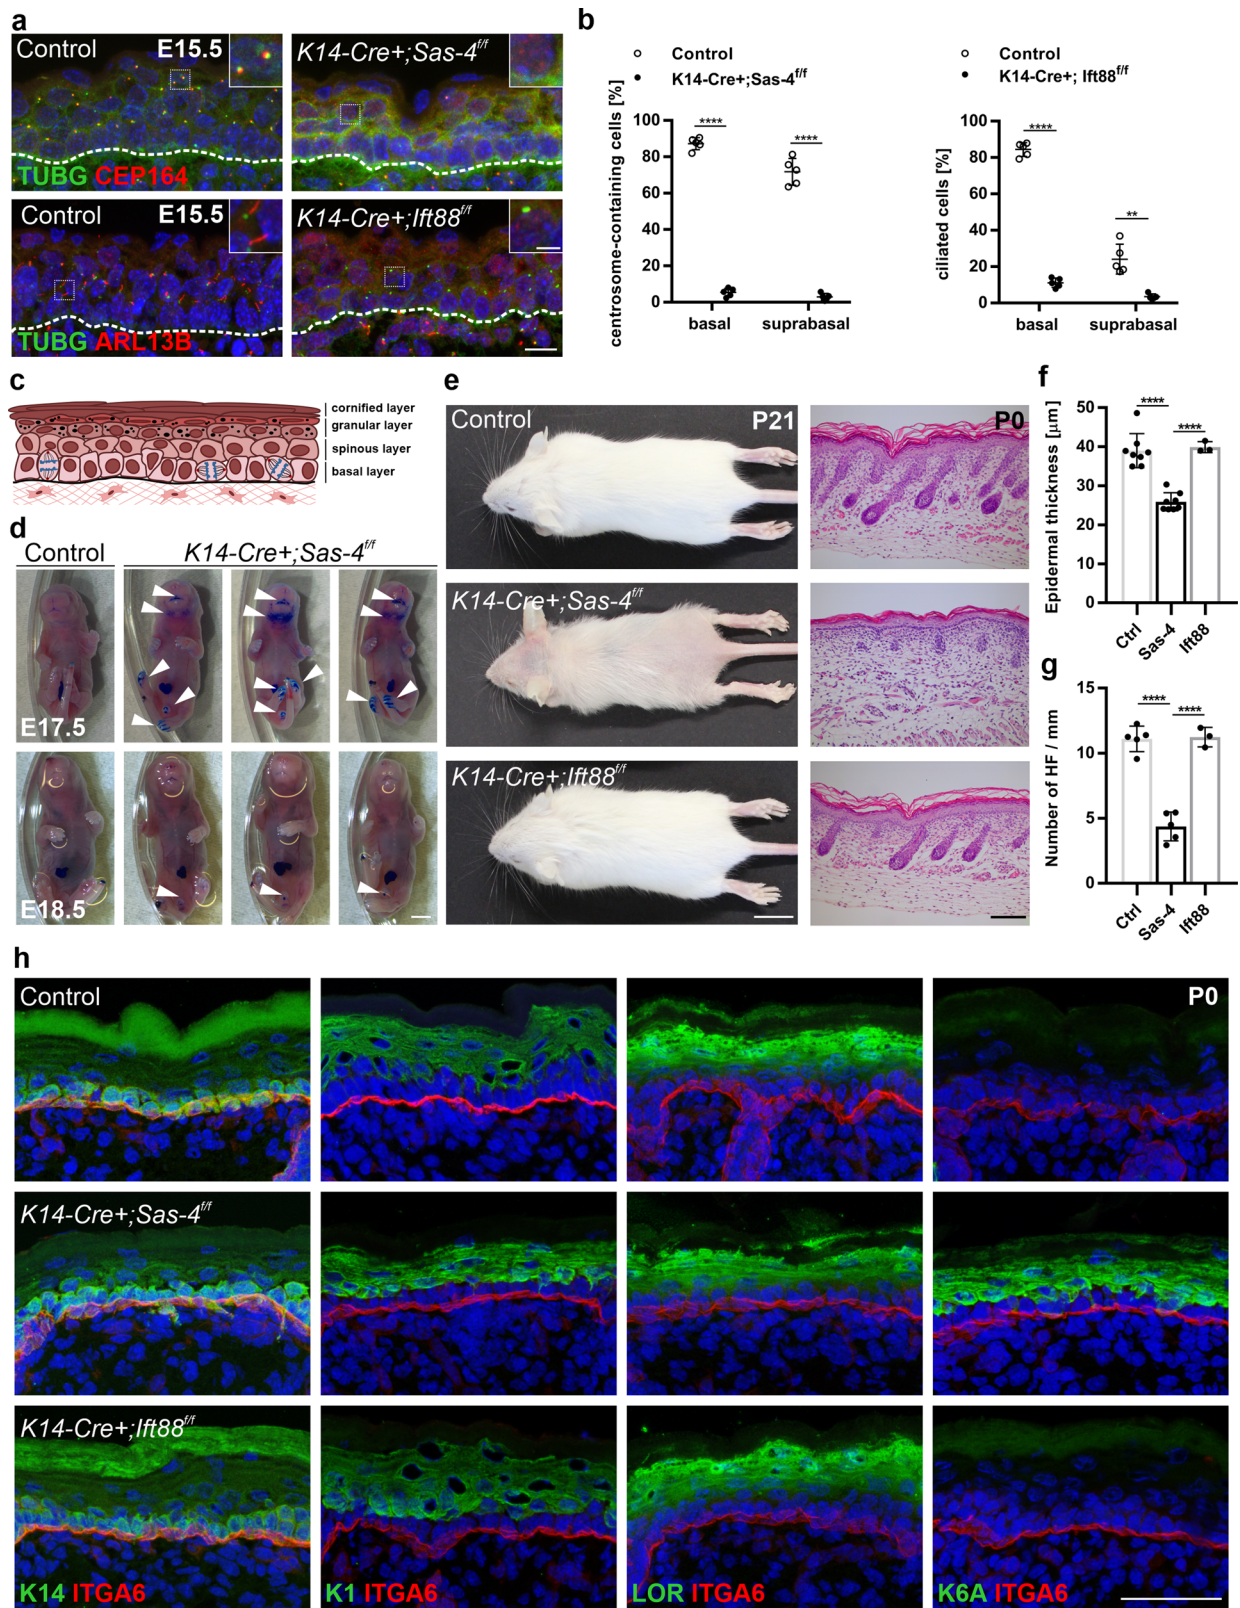 a
Control
E15.5
K14-Cre+;Sas-4f/f
TUBG CEP164
Control
E15.5
K14-Cre+;Ift88f/f
TUBG ARL13B
b
Control
K14-Cre+;Sas-4f/f
centrosome-containing cells [%]
100
80
60
40
20
0
****
****
basal
suprabasal
Control
K14-Cre+; Ift88f/f
ciliated cells [%]
100
80
60
40
20
0
****
**
basal
suprabasal
c
cornified layer
granular layer
spinous layer
basal layer
d
Control
K14-Cre+;Sas-4f/f
E17.5
E18.5
e
Control
P21
P0
K14-Cre+;Sas-4f/f
K14-Cre+;Ift88f/f
f
Epidermal thickness [μm]
50
40
30
20
10
0
****
****
Ctrl
Sas-4
Ift88
g
Number of HF / mm
15
10
5
0
****
****
Ctrl
Sas-4
Ift88
h
Control
P0
K14-Cre+;Sas-4f/f
K14-Cre+;Ift88f/f
K14 ITGA6
K1 ITGA6
LOR ITGA6
K6A ITGA6